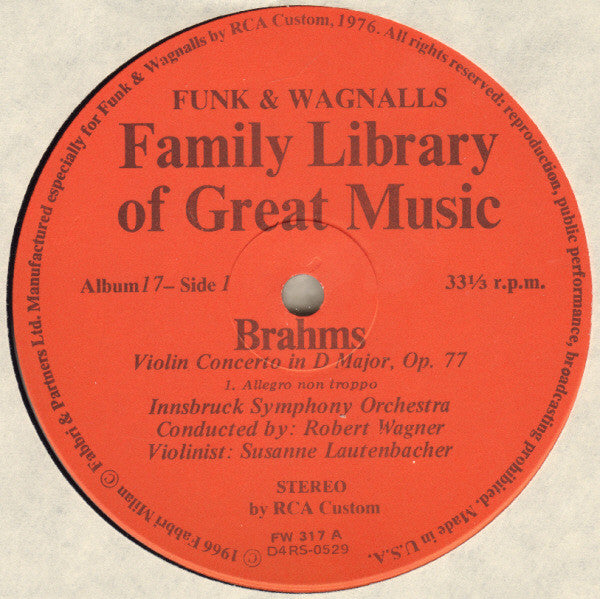 © 1966 Fabbri Milan © Fabbri & Partners Ltd. Manufactured especially for Funk & Wagnalls by RCA Custom, 1976. All rights reserved: reproduction, public performance, broadcasting prohibited. Made in U.S.A.
FUNK & WAGNALLS
Family Library
of Great Music
Album 17 – Side 1
33⅓ r.p.m.
Brahms
Violin Concerto in D Major, Op. 77
1. Allegro non troppo
Innsbruck Symphony Orchestra
Conducted by: Robert Wagner
Violinist: Susanne Lautenbacher
STEREO
by RCA Custom
FW 317 A
D4RS-0529